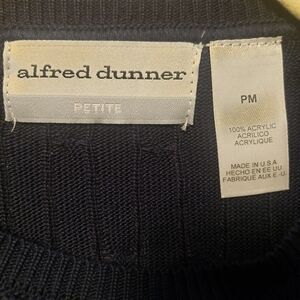 alfred dunner
PETITE
PM
100% ACRYLIC
ACRILICO
ACRYLIQUE
MADE IN U.S.A
HECHO EN EE UU.
FABRIQUE AUX E.-U.